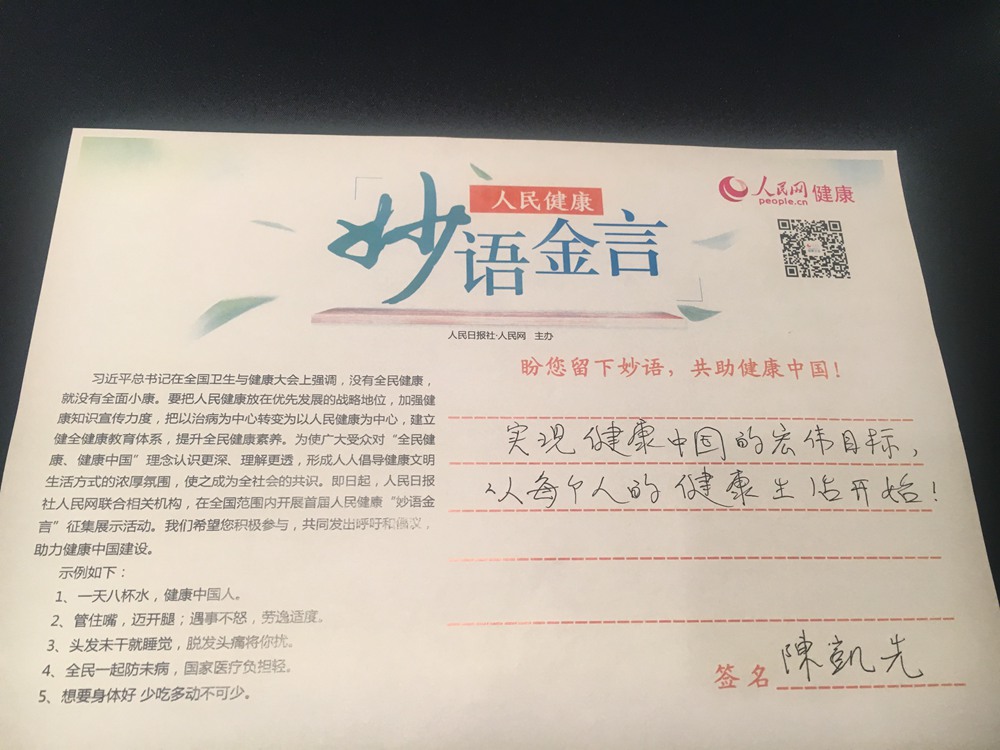 人民健康
妙语金言
人民网 健康
people.cn
人民日报社·人民网 主办
习近平总书记在全国卫生与健康大会上强调，没有全民健康，
就没有全面小康。要把人民健康放在优先发展的战略地位，加强健
康知识宣传力度，把以治病为中心转变为以人民健康为中心，建立
健全健康教育体系，提升全民健康素养。为使广大受众对“全民健
康、健康中国”理念认识更深、理解更透，形成人人倡导健康文明
生活方式的浓厚氛围，使之成为全社会的共识。即日起，人民日报
社人民网联合相关机构，在全国范围内开展首届人民健康“妙语金
言”征集展示活动。我们希望您积极参与，共同发出呼吁和倡议，
助力健康中国建设。
示例如下：
1、一天八杯水，健康中国人。
2、管住嘴，迈开腿；遇事不怒，劳逸适度。
3、头发未干就睡觉，脱发头痛将你扰。
4、全民一起防未病，国家医疗负担轻。
5、想要身体好 少吃多动不可少。
盼您留下妙语，共助健康中国！
实现健康中国的宏伟目标，
从每个人的健康生活开始！
签名 陳凱先